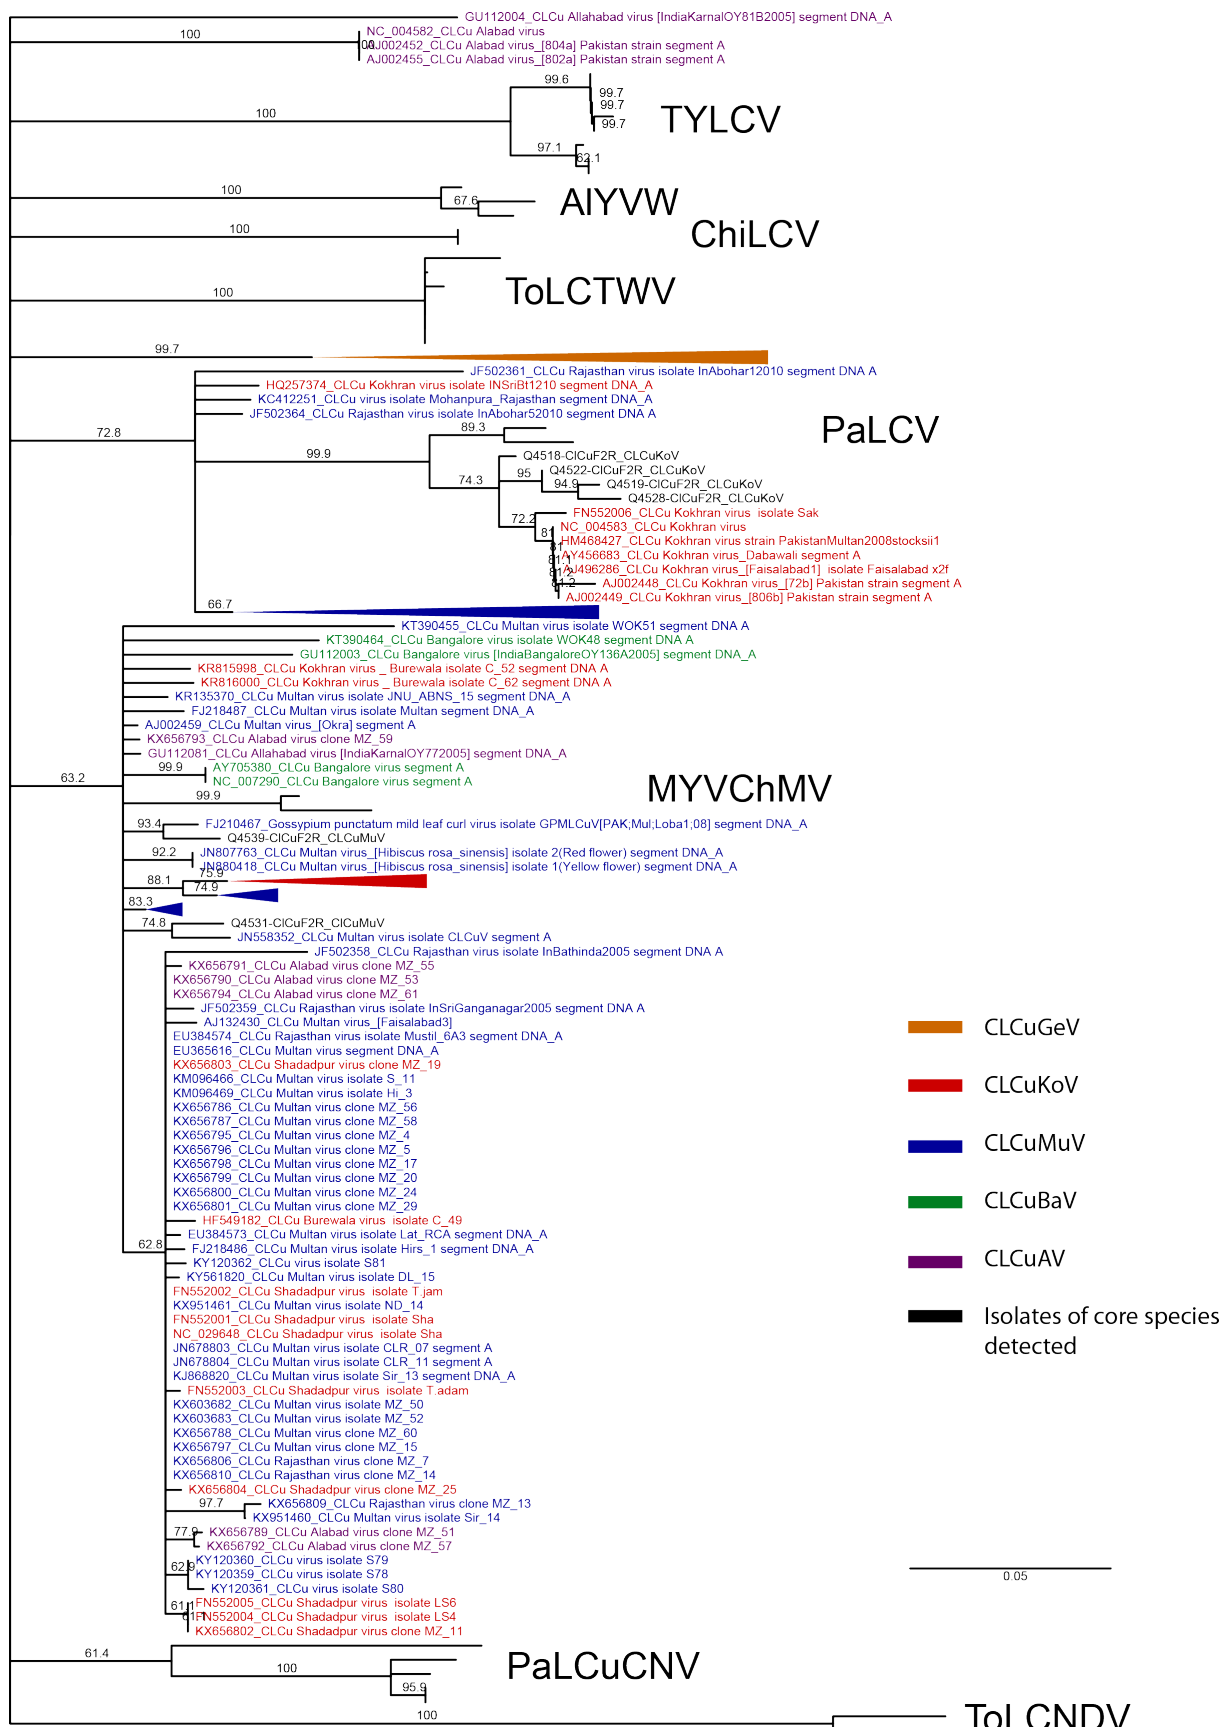 GU112004_CLCu Allahabad virus [IndiaKarnalOY81B2005] segment DNA_A
100
NC_004582_CLCu Alabad virus
AJ002452_CLCu Alabad virus_[804a] Pakistan strain segment A
AJ002455_CLCu Alabad virus_[802a] Pakistan strain segment A
99.6
99.7
99.7
99.7
100
TYLCV
97.1
62.1
100
67.6
AlYVW
100
ChiLCV
100
ToLCTWV
99.7
JF502361_CLCu Rajasthan virus isolate InAbohar12010 segment DNA A
HQ257374_CLCu Kokhran virus isolate INSriBt1210 segment DNA_A
KC412251_CLCu virus isolate Mohanpura_Rajasthan segment DNA_A
JF502364_CLCu Rajasthan virus isolate InAbohar52010 segment DNA A
72.8
89.3
PaLCV
99.9
Q4518-ClCuF2R_CLCuKoV
95
Q4522-ClCuF2R_CLCuKoV
74.3
94.9
Q4519-ClCuF2R_CLCuKoV
Q4528-ClCuF2R_CLCuKoV
72.2
FN552006_CLCu Kokhran virus  isolate Sak
81
NC_004583_CLCu Kokhran virus
81
HM468427_CLCu Kokhran virus strain PakistanMultan2008stocksii1
81.1
AY456683_CLCu Kokhran virus_Dabawali segment A
81.2
AJ496286_CLCu Kokhran virus_[Faisalabad1]  isolate Faisalabad x2f
81.2
AJ002448_CLCu Kokhran virus_[72b] Pakistan strain segment A
AJ002449_CLCu Kokhran virus_[806b] Pakistan strain segment A
66.7
KT390455_CLCu Multan virus isolate WOK51 segment DNA A
KT390464_CLCu Bangalore virus isolate WOK48 segment DNA A
GU112003_CLCu Bangalore virus [IndiaBangaloreOY136A2005] segment DNA_A
KR815998_CLCu Kokhran virus _ Burewala isolate C_52 segment DNA A
KR816000_CLCu Kokhran virus _ Burewala isolate C_62 segment DNA A
KR135370_CLCu Multan virus isolate JNU_ABNS_15 segment DNA_A
FJ218487_CLCu Multan virus isolate Multan segment DNA_A
AJ002459_CLCu Multan virus_[Okra] segment A
KX656793_CLCu Alabad virus clone MZ_59
GU112081_CLCu Allahabad virus [IndiaKarnalOY772005] segment DNA_A
99.9
AY705380_CLCu Bangalore virus segment A
NC_007290_CLCu Bangalore virus segment A
63.2
99.9
MYVChMV
93.4
FJ210467_Gossypium punctatum mild leaf curl virus isolate GPMLCuV[PAK;Mul;Loba1;08] segment DNA_A
Q4539-ClCuF2R_CLCuMuV
92.2
JN807763_CLCu Multan virus_[Hibiscus rosa_sinensis] isolate 2(Red flower) segment DNA_A
JN880418_CLCu Multan virus_[Hibiscus rosa_sinensis] isolate 1(Yellow flower) segment DNA_A
75.9
88.1
74.9
83.3
74.8
Q4531-ClCuF2R_ClCuMuV
JN558352_CLCu Multan virus isolate CLCuV segment A
JF502358_CLCu Rajasthan virus isolate InBathinda2005 segment DNA A
KX656791_CLCu Alabad virus clone MZ_55
KX656790_CLCu Alabad virus clone MZ_53
KX656794_CLCu Alabad virus clone MZ_61
JF502359_CLCu Rajasthan virus isolate InSriGanganagar2005 segment DNA A
AJ132430_CLCu Multan virus_[Faisalabad3]
EU384574_CLCu Rajasthan virus isolate Mustil_6A3 segment DNA_A
EU365616_CLCu Multan virus segment DNA_A
KX656803_CLCu Shadadpur virus clone MZ_19
KM096466_CLCu Multan virus isolate S_11
KM096469_CLCu Multan virus isolate Hi_3
KX656786_CLCu Multan virus clone MZ_56
KX656787_CLCu Multan virus clone MZ_58
KX656795_CLCu Multan virus clone MZ_4
KX656796_CLCu Multan virus clone MZ_5
KX656798_CLCu Multan virus clone MZ_17
KX656799_CLCu Multan virus clone MZ_20
KX656800_CLCu Multan virus clone MZ_24
KX656801_CLCu Multan virus clone MZ_29
HF549182_CLCu Burewala virus  isolate C_49
EU384573_CLCu Multan virus isolate Lat_RCA segment DNA_A
62.8
FJ218486_CLCu Multan virus isolate Hirs_1 segment DNA_A
KY120362_CLCu virus isolate S81
KY561820_CLCu Multan virus isolate DL_15
FN552002_CLCu Shadadpur virus  isolate T.jam
KX951461_CLCu Multan virus isolate ND_14
FN552001_CLCu Shadadpur virus  isolate Sha
NC_029648_CLCu Shadadpur virus  isolate Sha
JN678803_CLCu Multan virus isolate CLR_07 segment A
JN678804_CLCu Multan virus isolate CLR_11 segment A
KJ868820_CLCu Multan virus isolate Sir_13 segment DNA_A
FN552003_CLCu Shadadpur virus  isolate T.adam
KX603682_CLCu Multan virus isolate MZ_50
KX603683_CLCu Multan virus isolate MZ_52
KX656788_CLCu Multan virus clone MZ_60
KX656797_CLCu Multan virus clone MZ_15
KX656806_CLCu Rajasthan virus clone MZ_7
KX656810_CLCu Rajasthan virus clone MZ_14
KX656804_CLCu Shadadpur virus clone MZ_25
97.7
KX656809_CLCu Rajasthan virus clone MZ_13
KX951460_CLCu Multan virus isolate Sir_14
77.9
KX656789_CLCu Alabad virus clone MZ_51
KX656792_CLCu Alabad virus clone MZ_57
KY120360_CLCu virus isolate S79
62.9
KY120359_CLCu virus isolate S78
KY120361_CLCu virus isolate S80
61.1
FN552005_CLCu Shadadpur virus  isolate LS6
61.1
FN552004_CLCu Shadadpur virus  isolate LS4
KX656802_CLCu Shadadpur virus clone MZ_11
61.4
100
PaLCuCNV
95.9
100
ToLCNDV
CLCuGeV
CLCuKoV
CLCuMuV
CLCuBaV
CLCuAV
Isolates of core species
detected
0.05